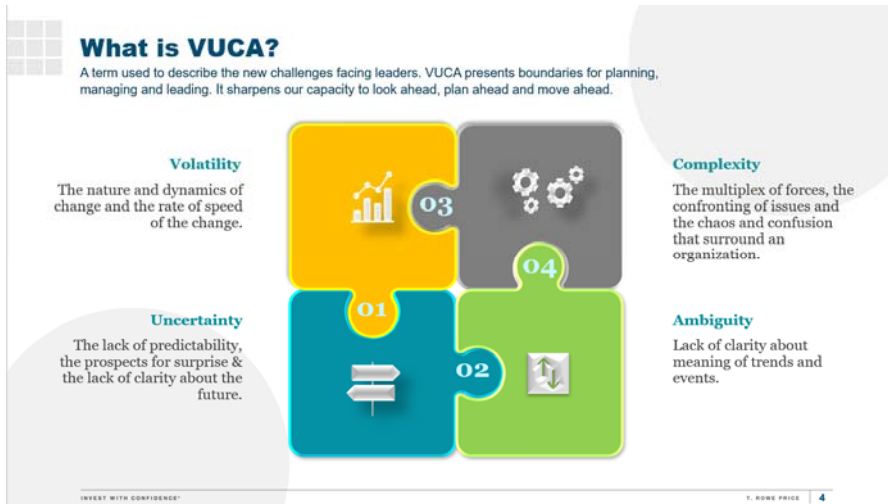 What is VUCA?
A term used to describe the new challenges facing leaders. VUCA presents boundaries for planning,
managing and leading. It sharpens our capacity to look ahead, plan ahead and move ahead.
Volatility
The nature and dynamics of
change and the rate of speed
of the change.
Uncertainty
The lack of predictability,
the prospects for surprise &
the lack of clarity about the
future.
03
01
04
02
Complexity
The multiplex of forces, the
confronting of issues and
the chaos and confusion
that surround an
organization.
Ambiguity
Lack of clarity about
meaning of trends and
events.
INVEST WITH CONFIDENCE®
T. ROWE PRICE 4